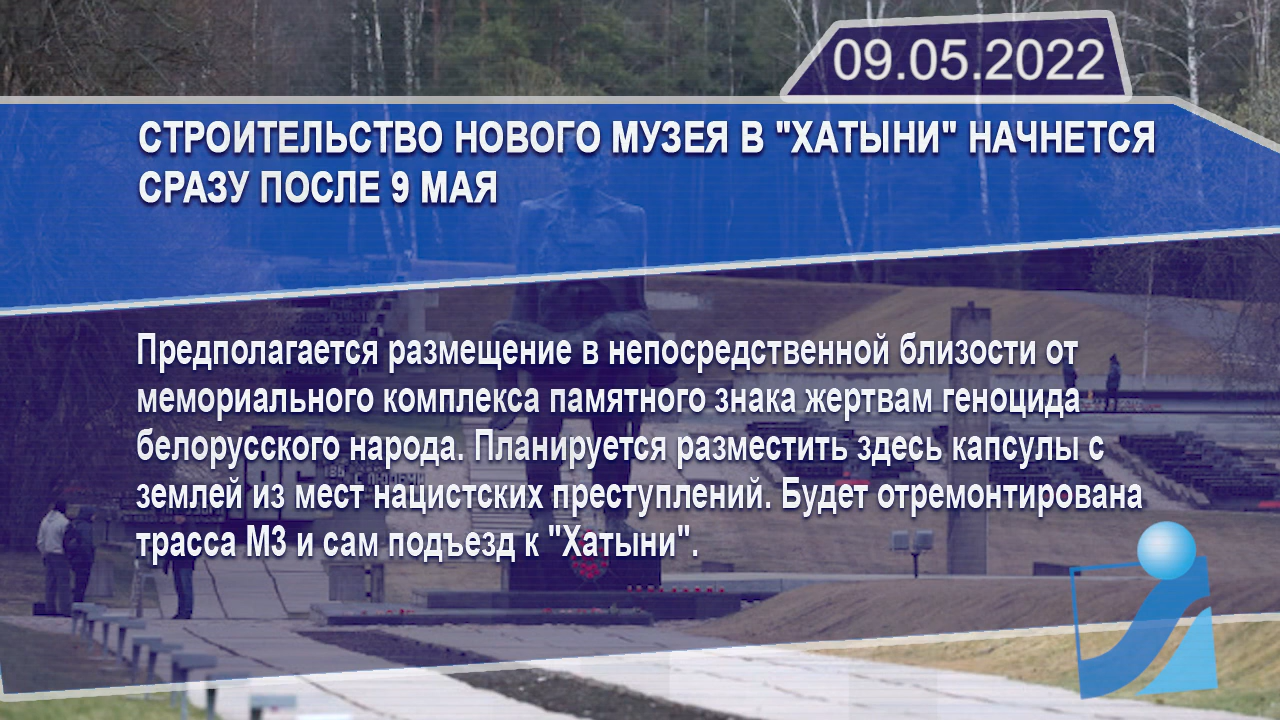 09.05.2022
СТРОИТЕЛЬСТВО НОВОГО МУЗЕЯ В "ХАТЫНИ" НАЧНЕТСЯ
СРАЗУ ПОСЛЕ 9 МАЯ
Предполагается размещение в непосредственной близости от
мемориального комплекса памятного знака жертвам геноцида
белорусского народа. Планируется разместить здесь капсулы с
землей из мест нацистских преступлений. Будет отремонтирована
трасса М3 и сам подъезд к "Хатыни".